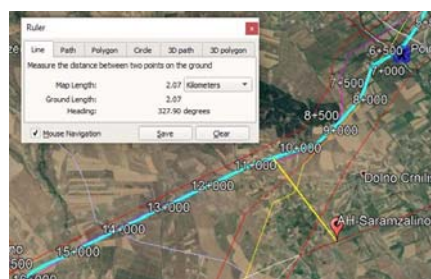 Ruler
Line Path Polygon Circle 3D path 3D polygon
Measure the distance between two points on the ground
Map Length: 2.07 Kilometers
Ground Length: 2.07
Heading: 327.90 degrees
Mouse Navigation Save Clear
6+500
7+000
7+500
8+000
8+500
9+000
10+000
11+000
12+000
13+000
14+000
15+000
500
Dolno Crnili
AH-Saramzalino